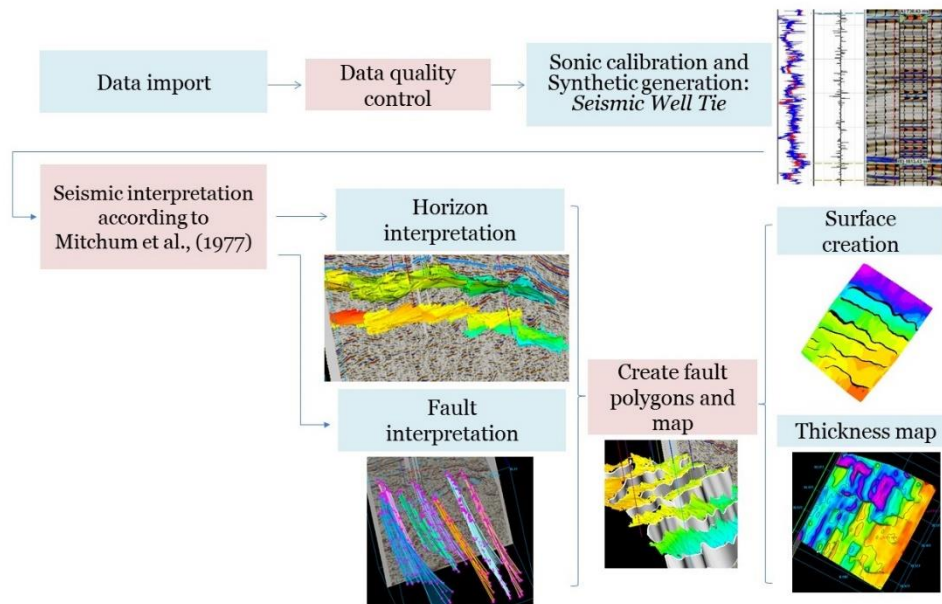 Data import
Data quality
control
Sonic calibration and
Synthetic generation:
Seismic Well Tie
Seismic interpretation
according to
Mitchum et al., (1977)
Horizon
interpretation
Fault
interpretation
Create fault
polygons and
map
Surface
creation
Thickness map